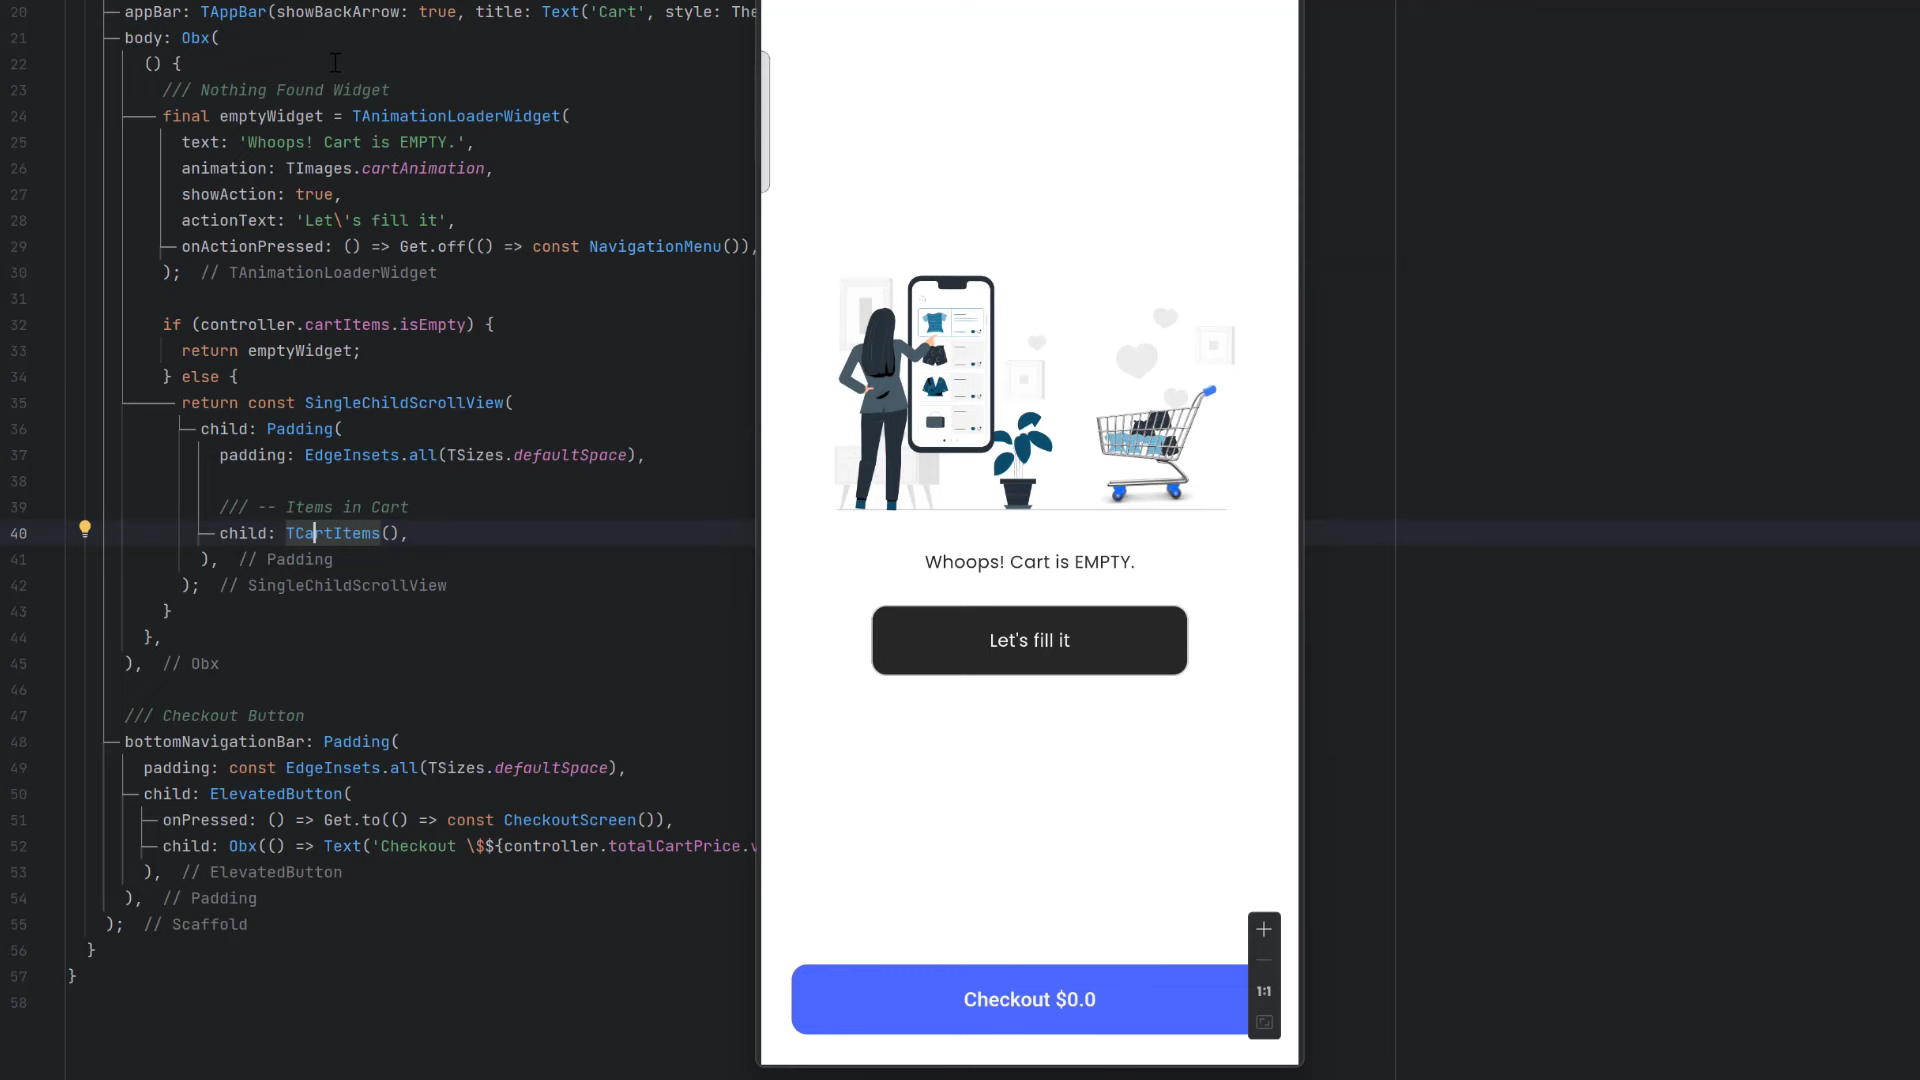 20 appBar: TAppBar(showBackArrow: true, title: Text('Cart', style: The
21 body: Obx(
22 () {
23 /// Nothing Found Widget
24 final emptyWidget = TAnimationLoaderWidget(
25 text: 'Whoops! Cart is EMPTY.',
26 animation: TImages.cartAnimation,
27 showAction: true,
28 actionText: 'Let\'s fill it',
29 onActionPressed: () => Get.off(() => const NavigationMenu()),
30 ); // TAnimationLoaderWidget
31
32 if (controller.cartItems.isEmpty) {
33 return emptyWidget;
34 } else {
35 return const SingleChildScrollView(
36 child: Padding(
37 padding: EdgeInsets.all(TSizes.defaultSpace),
38
39 /// -- Items in Cart
40 child: TCartItems(),
41 ), // Padding
42 ); // SingleChildScrollView
43 }
44 },
45 ), // Obx
46
47 /// Checkout Button
48 bottomNavigationBar: Padding(
49 padding: const EdgeInsets.all(TSizes.defaultSpace),
50 child: ElevatedButton(
51 onPressed: () => Get.to(() => const CheckoutScreen()),
52 child: Obx(() => Text('Checkout \$${controller.totalCartPrice.v
53 ), // ElevatedButton
54 ), // Padding
55 ); // Scaffold
56 }
57 }
58
Whoops! Cart is EMPTY.
Let's fill it
Checkout $0.0
1:1